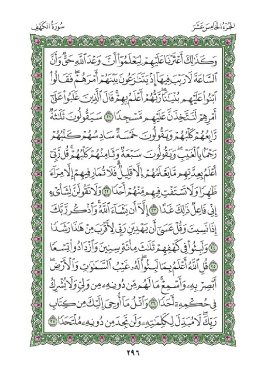 الجزء الخامس عشر
سورة الكهف
وَكَذَٰلِكَ أَعْثَرْنَا عَلَيْهِمْ لِيَعْلَمُوٓا۟ أَنَّ وَعْدَ ٱللَّهِ حَقٌّ وَأَنَّ
ٱلسَّاعَةَ لَا رَيْبَ فِيهَآ إِذْ يَتَنَٰزَعُونَ بَيْنَهُمْ أَمْرَهُمْ ۖ فَقَالُوا۟
ٱبْنُوا۟ عَلَيْهِم بُنْيَٰنًا ۖ رَّبُّهُمْ أَعْلَمُ بِهِمْ ۚ قَالَ ٱلَّذِينَ غَلَبُوا۟ عَلَىٰٓ
أَمْرِهِمْ لَنَتَّخِذَنَّ عَلَيْهِم مَّسْجِدًا ٢١ سَيَقُولُونَ ثَلَٰثَةٌ
رَّابِعُهُمْ كَلْبُهُمْ وَيَقُولُونَ خَمْسَةٌ سَادِسُهُمْ كَلْبُهُمْ
رَجْمًۢا بِٱلْغَيْبِ ۖ وَيَقُولُونَ سَبْعَةٌ وَثَامِنُهُمْ كَلْبُهُمْ ۚ قُل رَّبِّىٓ
أَعْلَمُ بِعِدَّتِهِم مَّا يَعْلَمُهُمْ إِلَّا قَلِيلٌ ۗ فَلَا تُمَارِ فِيهِمْ إِلَّا مِرَآءً
ظَٰهِرًا وَلَا تَسْتَفْتِ فِيهِم مِّنْهُمْ أَحَدًا ٢٢ وَلَا تَقُولَنَّ لِشَا۟ىْءٍ
إِنِّى فَاعِلٌ ذَٰلِكَ غَدًا ٢٣ إِلَّآ أَن يَشَآءَ ٱللَّهُ ۚ وَٱذْكُر رَّبَّكَ
إِذَا نَسِيتَ وَقُلْ عَسَىٰٓ أَن يَهْدِيَنِ رَبِّى لِأَقْرَبَ مِنْ هَٰذَا رَشَدًا
٢٤ وَلَبِثُوا۟ فِى كَهْفِهِمْ ثَلَٰثَ مِا۟ئَةٍ سِنِينَ وَٱزْدَادُوا۟ تِسْعًا
٢٥ قُلِ ٱللَّهُ أَعْلَمُ بِمَا لَبِثُوا۟ ۖ لَهُۥ غَيْبُ ٱلسَّمَٰوَٰتِ وَٱلْأَرْضِ ۖ
أَبْصِرْ بِهِۦ وَأَسْمِعْ ۚ مَا لَهُم مِّن دُونِهِۦ مِن وَلِىٍّ وَلَا يُشْرِكُ
فِى حُكْمِهِۦٓ أَحَدًا ٢٦ وَٱتْلُ مَآ أُوحِىَ إِلَيْكَ مِن كِتَابِ
رَبِّكَ ۖ لَا مُبَدِّلَ لِكَلِمَٰتِهِۦ وَلَن تَجِدَ مِن دُونِهِۦ مُلْتَحَدًا ٢٧
٢٩٦